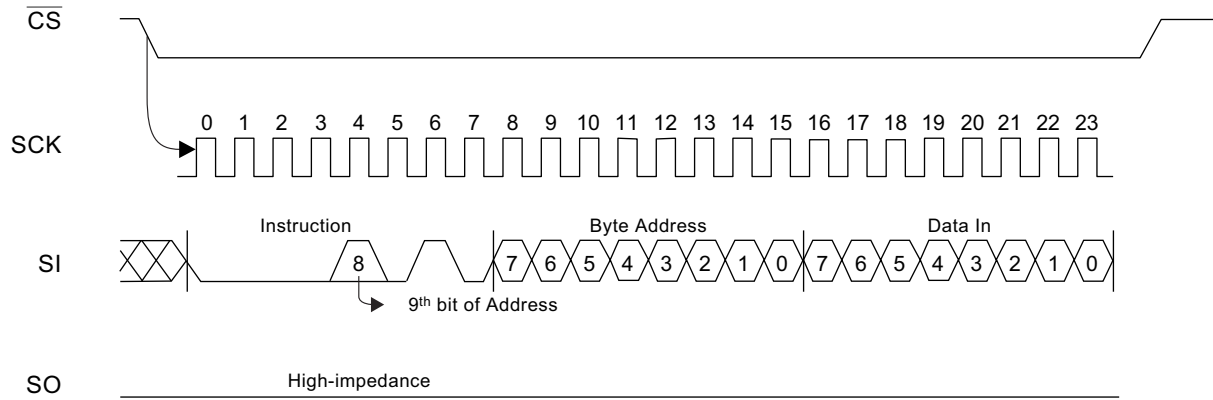 CS
0 1 2 3 4 5 6 7 8 9 10 11 12 13 14 15 16 17 18 19 20 21 22 23
SCK
Instruction Byte Address Data In
SI 8 7 6 5 4 3 2 1 0 7 6 5 4 3 2 1 0
9th bit of Address
High-impedance
SO